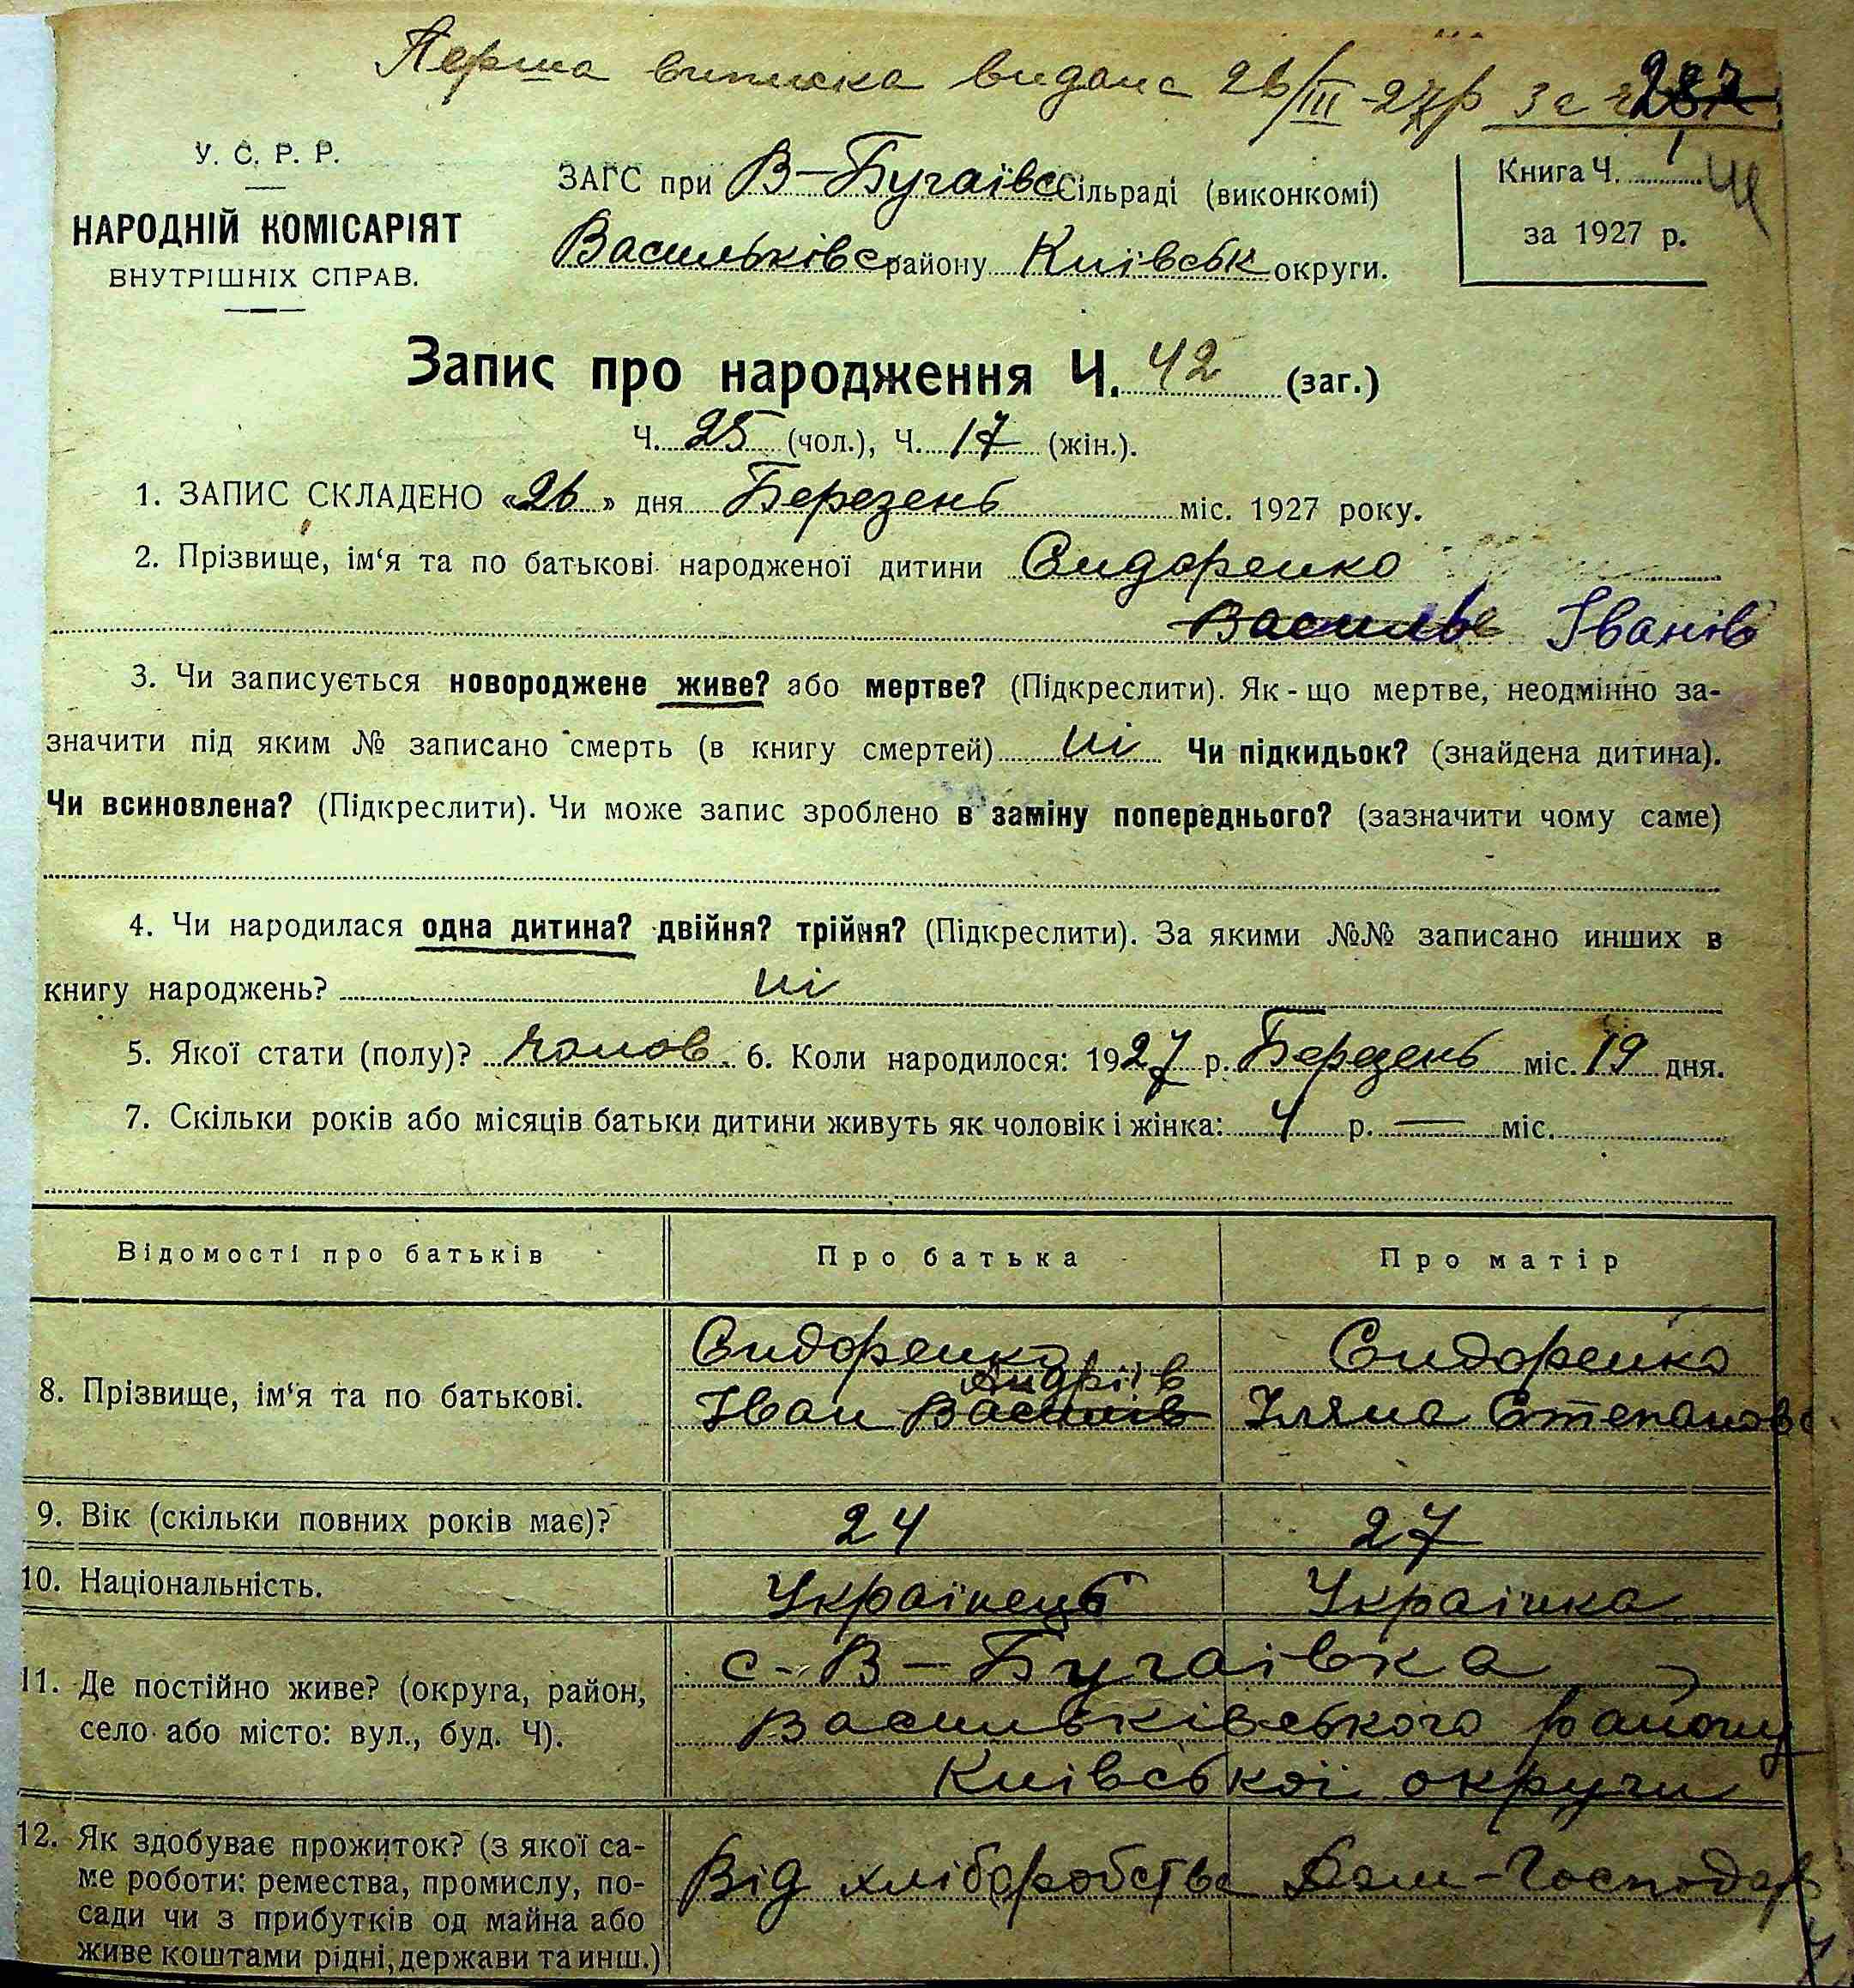 Перша виписка видана 26/III-27р за ч 287
У. С. Р. Р.
НАРОДНІЙ КОМІСАРІЯТ
ВНУТРІШНІХ СПРАВ.
ЗАГС при В-Бугаївс Сільраді (виконкомі)
Васильківс району Київськ округи.
Книга Ч. 1
за 1927 р.
Запис про народження Ч. 42 (заг.)
Ч. 25 (чол.), Ч. 17 (жін.).
1. ЗАПИС СКЛАДЕНО «26» дня Березень міс. 1927 року.
2. Прізвище, ім‘я та по батькові народженої дитини Сидоренко
Василь Іванів
3. Чи записується новороджене живе? або мертве? (Підкреслити). Як-що мертве, неодмінно за-
значити під яким № записано смерть (в книгу смертей) ні Чи підкидьок? (знайдена дитина).
Чи всиновлена? (Підкреслити). Чи може запис зроблено в заміну попереднього? (зазначити чому саме)
4. Чи народилася одна дитина? двійня? трійня? (Підкреслити). За якими №№ записано инших в
книгу народжень? ні
5. Якої стати (полу)? чолов. 6. Коли народилося: 1927 р. Березень міс. 19 дня.
7. Скільки років або місяців батьки дитини живуть як чоловік і жінка: 4 р. — міс.
Відомості про батьків Про батька Про матір
8. Прізвище, ім‘я та по батькові.
Сидоренко
Андріїв
Іван Василів
Сидоренко
Уляна Степановa
9. Вік (скільки повних років має)? 24 27
10. Національність. Українець Українка
11. Де постійно живе? (округа, район,
село або місто: вул., буд. Ч).
с-В-Бугаівка
Васильківського району
Київської округи
12. Як здобуває прожиток? (з якої са-
ме роботи: ремества, промислу, по-
сади чи з прибутків од майна або
живе коштами рідні, держави та инш.)
Від хліборобства Дом-Господар